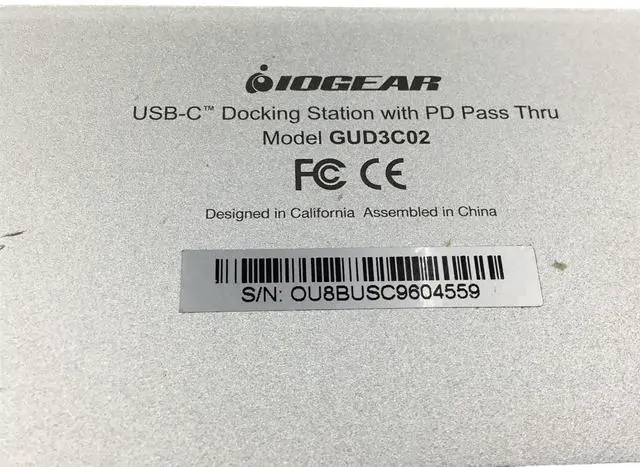 IOGEAR
USB-C™ Docking Station with PD Pass Thru
Model GUD3C02
FC CE
Designed in California Assembled in China
S/N: OU8BUSC9604559